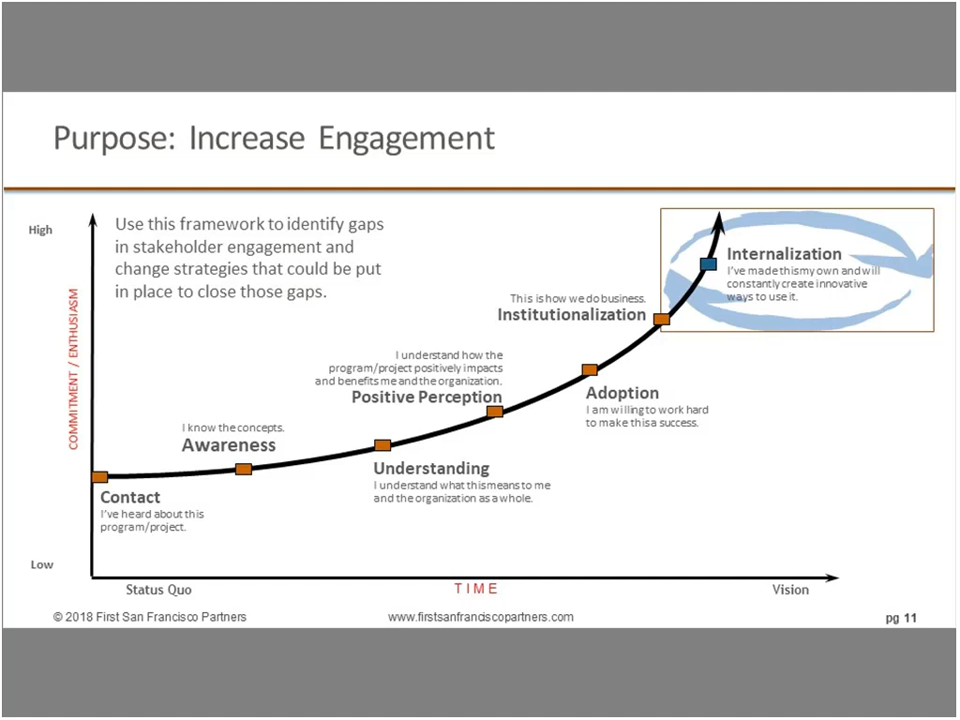 Purpose: Increase Engagement
High
Use this framework to identify gaps
in stakeholder engagement and
change strategies that could be put
in place to close those gaps.
Internalization
I've made this my own and will
constantly create innovative
ways to use it.
This is how we do business.
Institutionalization
COMMITMENT / ENTHUSIASM
I understand how the
program/project positively impacts
and benefits me and the organization.
Positive Perception
Adoption
I am willing to work hard
to make this a success.
I know the concepts.
Awareness
Understanding
I understand what this means to me
and the organization as a whole.
Contact
I've heard about this
program/project.
Low
Status Quo
TIME
Vision
© 2018 First San Francisco Partners
www.firstsanfranciscopartners.com
pg 11